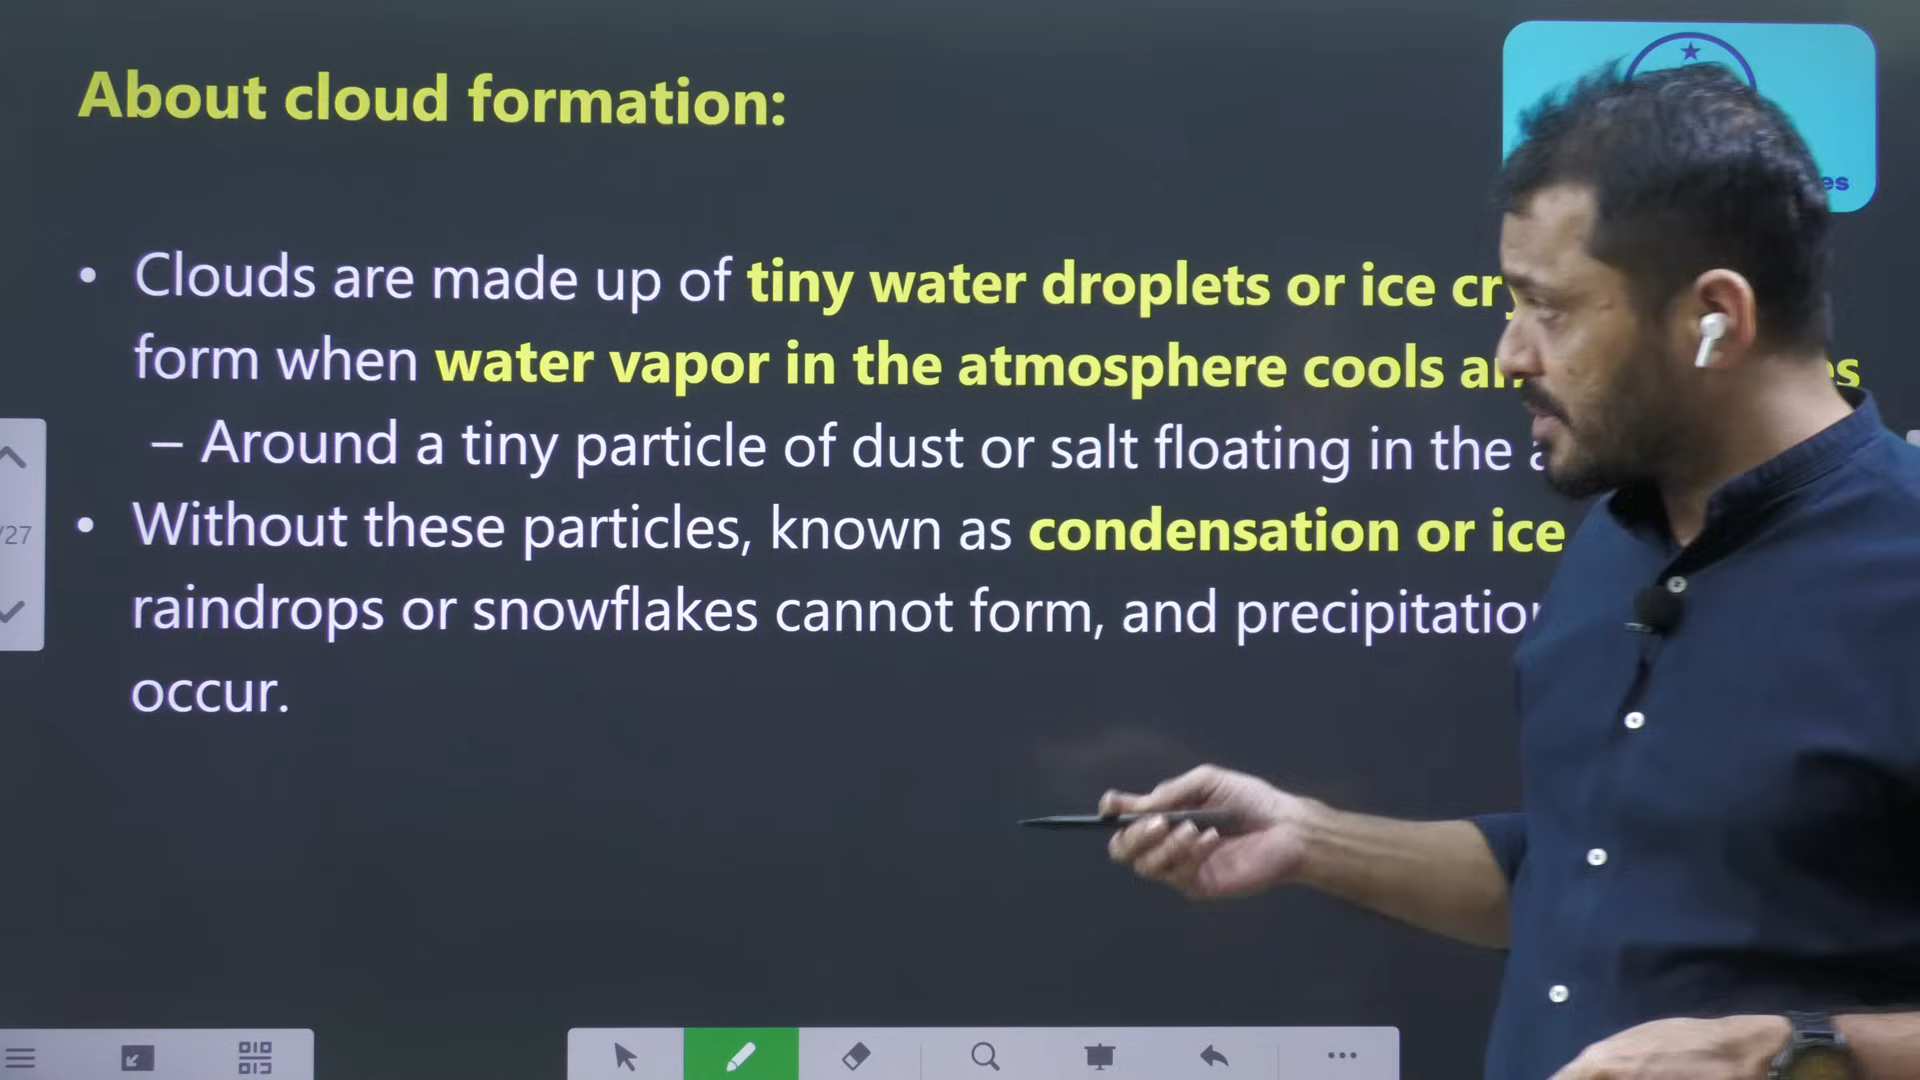 About cloud formation:
• Clouds are made up of tiny water droplets or ice
form when water vapor in the atmosphere cools
– Around a tiny particle of dust or salt floating in the
• Without these particles, known as condensation or ice
raindrops or snowflakes cannot form, and
occur.
/27